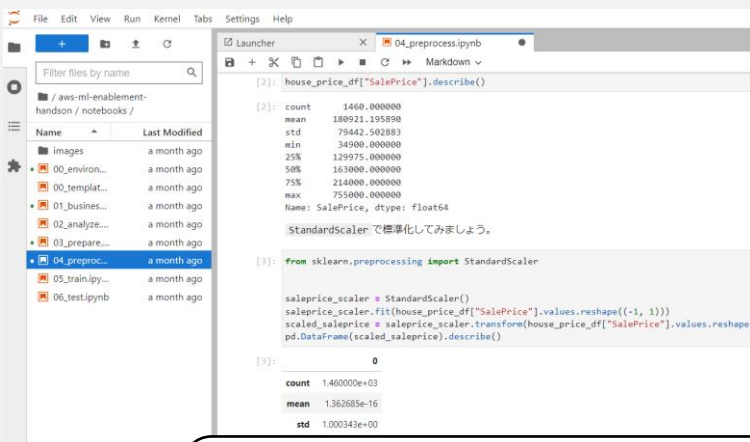 File Edit View Run Kernel Tabs Settings Help
Launcher
04_preprocess.ipynb
Markdown
Filter files by name
/ aws-ml-enablement-
handson / notebooks /
Name Last Modified
images a month ago
00_environ... a month ago
00_templat... a month ago
01_busines... a month ago
02_analyze.... a month ago
03_prepare.... a month ago
04_preproc... a month ago
05_train.ipy... a month ago
06_test.ipynb a month ago
[2]: house_price_df["SalePrice"].describe()
[2]: count 1460.000000
mean 180921.195890
std 79442.502883
min 34900.000000
25% 129975.000000
50% 163000.000000
75% 214000.000000
max 755000.000000
Name: SalePrice, dtype: float64
StandardScaler で標準化してみましょう。
[3]: from sklearn.preprocessing import StandardScaler
saleprice_scaler = StandardScaler()
saleprice_scaler.fit(house_price_df["SalePrice"].values.reshape((-1, 1)))
scaled_saleprice = saleprice_scaler.transform(house_price_df["SalePrice"].values.reshape
pd.DataFrame(scaled_saleprice).describe()
[3]: 0
count 1.460000e+03
mean 1.362685e-16
std 1.000343e+00